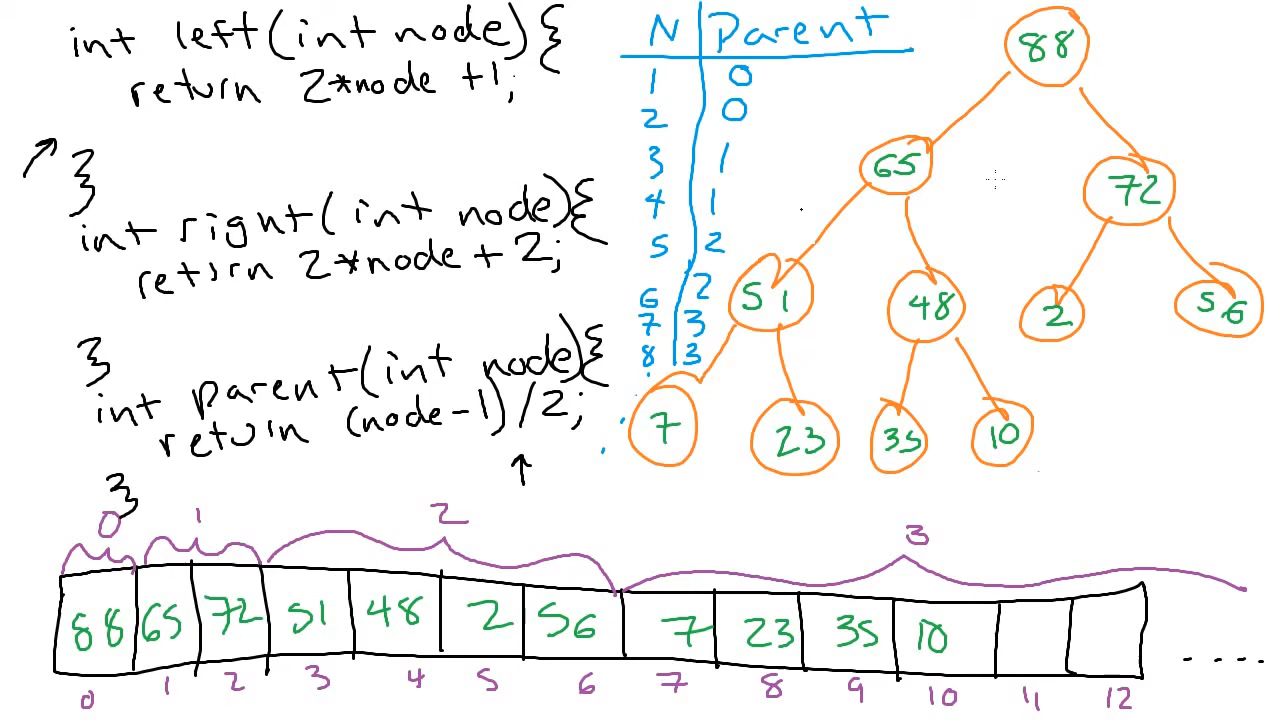 int left(int node){
return 2*node +1;
}
int right(int node){
return 2*node + 2;
}
int parent(int node){
return (node-1)/2;
}
N Parent
1 0
2 0
3 1
4 1
5 2
6 2
7 3
8 3
88
65 72
51 48 2 56
7 23 35 10
0 1 2 3
88 65 72 51 48 2 56 7 23 35 10 ....
0 1 2 3 4 5 6 7 8 9 10 11 12